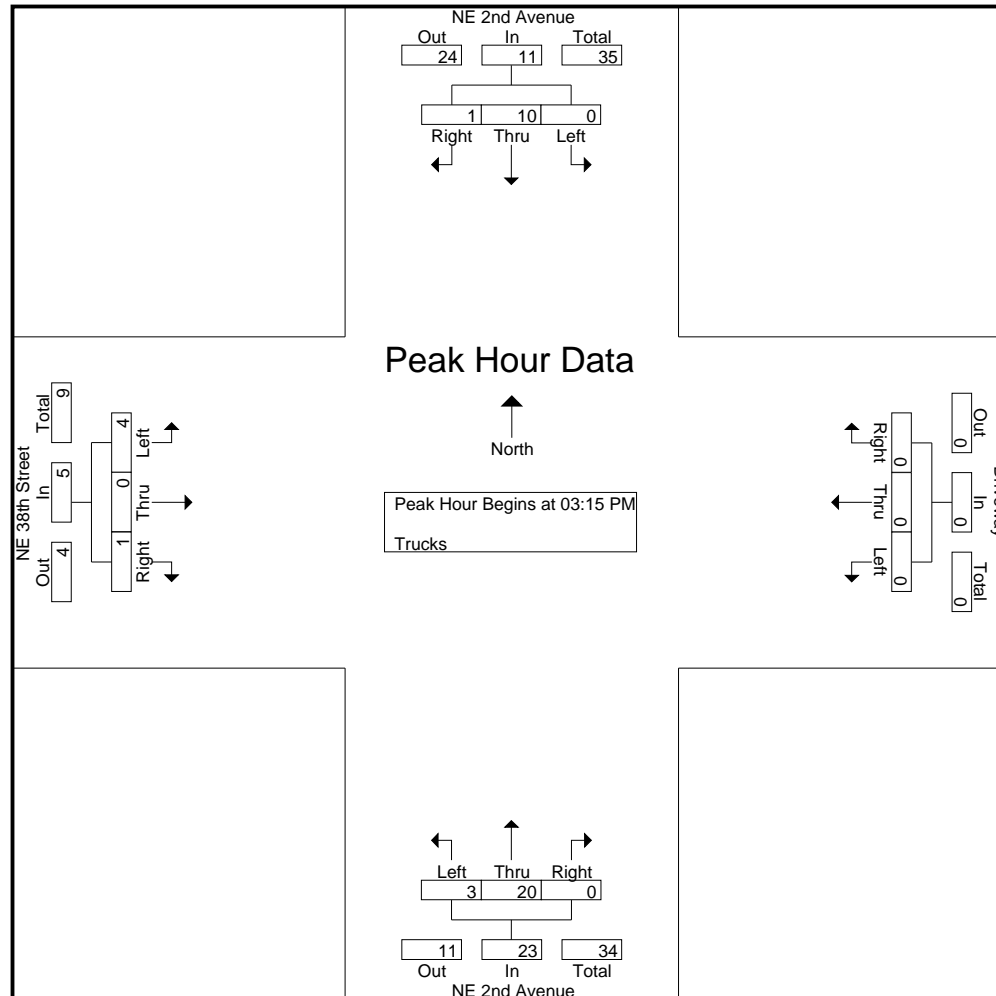 NE 2nd Avenue
Out In Total
24 11 35
1 10 0
Right Thru Left
Peak Hour Data
North
Peak Hour Begins at 03:15 PM
Trucks
NE 38th Street
Out In Total
4 5 9
1 0 4
Right Thru Left
Out In Total
0 0 0
Right Thru Left
0 0 0
Left Thru Right
3 20 0
11 23 34
Out In Total
NE 2nd Avenue